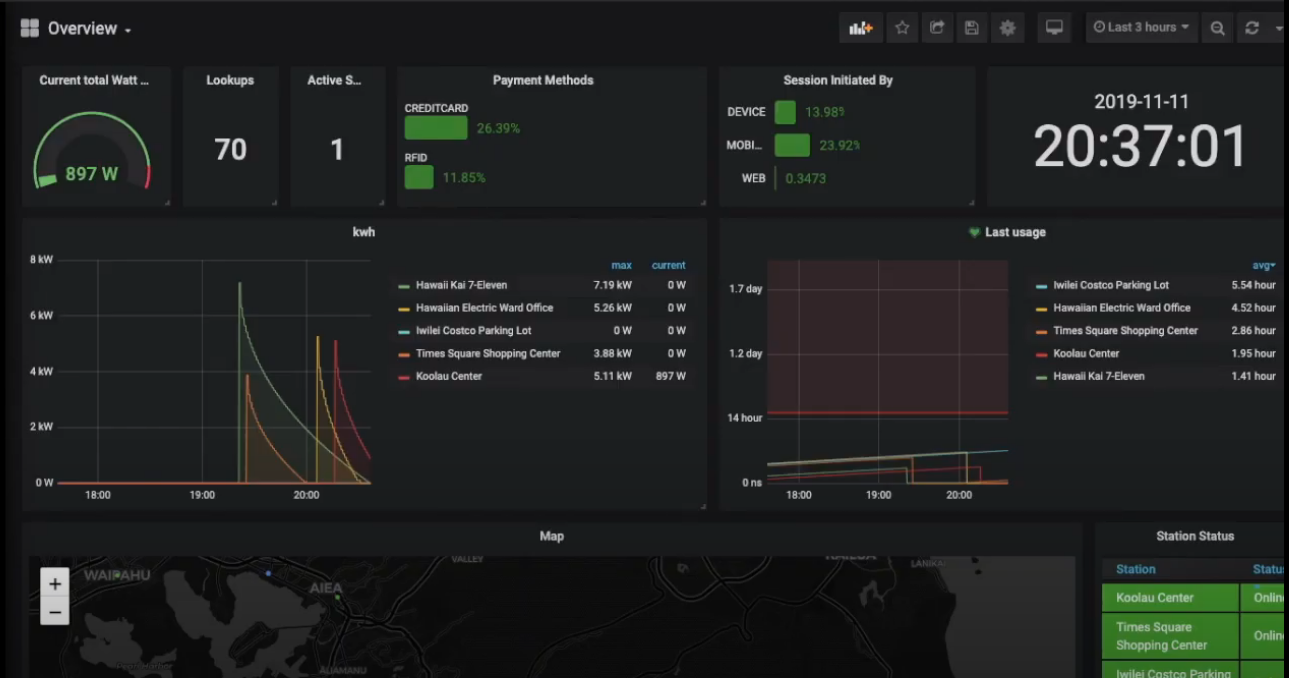 Overview
Last 3 hours
Current total Watt ...
897 W
Lookups
70
Active S...
1
Payment Methods
CREDITCARD
26.39%
RFID
11.85%
Session Initiated By
DEVICE 13.98%
MOBI... 23.92%
WEB 0.3473
2019-11-11
20:37:01
kwh
8 kW
6 kW
4 kW
2 kW
0 W
18:00 19:00 20:00
max current
Hawaii Kai 7-Eleven 7.19 kW 0 W
Hawaiian Electric Ward Office 5.26 kW 0 W
Iwilei Costco Parking Lot 0 W 0 W
Times Square Shopping Center 3.88 kW 0 W
Koolau Center 5.11 kW 897 W
Last usage
1.7 day
1.2 day
14 hour
0 ns
18:00 19:00 20:00
avg
Iwilei Costco Parking Lot 5.54 hour
Hawaiian Electric Ward Office 4.52 hour
Times Square Shopping Center 2.86 hour
Koolau Center 1.95 hour
Hawaii Kai 7-Eleven 1.41 hour
Map
+
−
VALLEY
KAILUA
LANIKAI
WAIPAHU
AIEA
ALIAMANU
Station Status
Station Status
Koolau Center Onlin
Times Square
Shopping Center Onlin
Iwilei Costco Parking